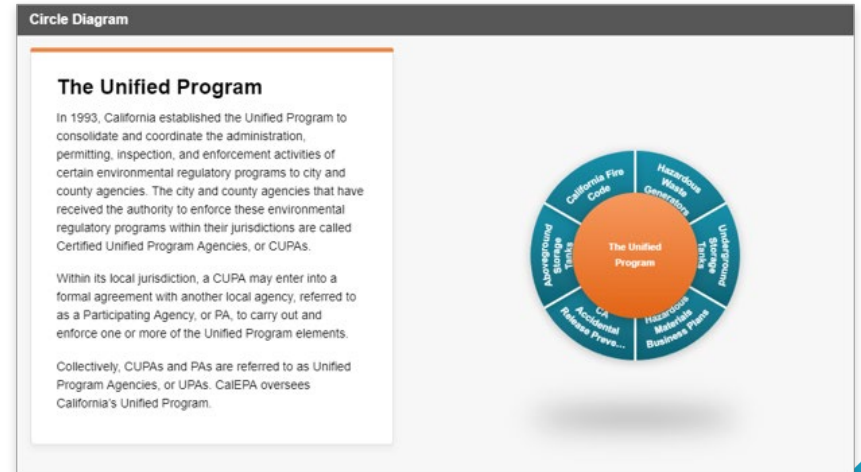 Circle Diagram
The Unified Program
In 1993, California established the Unified Program to
consolidate and coordinate the administration,
permitting, inspection, and enforcement activities of
certain environmental regulatory programs to city and
county agencies. The city and county agencies that have
received the authority to enforce these environmental
regulatory programs within their jurisdictions are called
Certified Unified Program Agencies, or CUPAs.
Within its local jurisdiction, a CUPA may enter into a
formal agreement with another local agency, referred to
as a Participating Agency, or PA, to carry out and
enforce one or more of the Unified Program elements.
Collectively, CUPAs and PAs are referred to as Unified
Program Agencies, or UPAs. CalEPA oversees
California's Unified Program.
California Fire
Code
Hazardous
Waste
Generators
Underground
Storage
Tanks
Hazardous
Materials
Business Plans
CA
Accidental
Release Preve...
Aboveground
Storage
Tanks
The Unified
Program